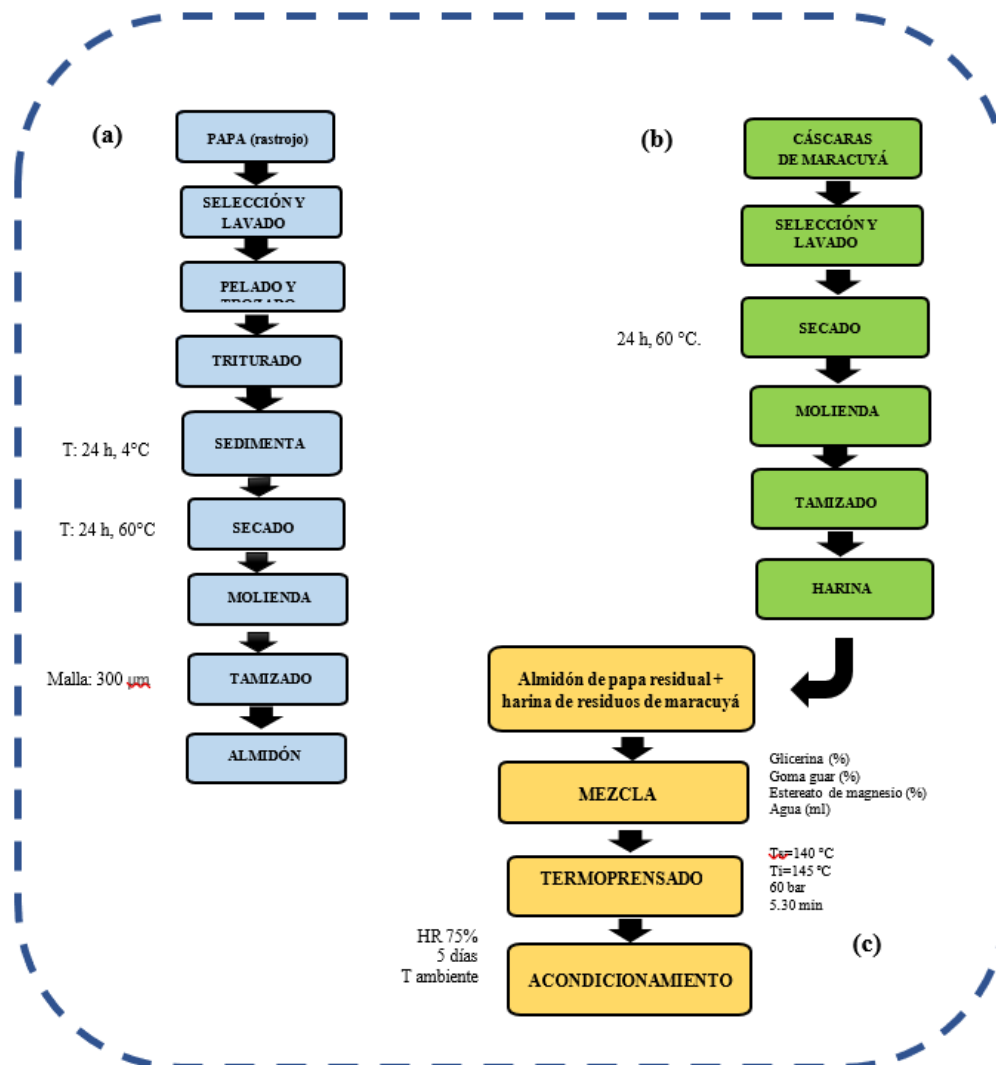 (a)
PAPA (rastrojo)
SELECCIÓN Y
LAVADO
PELADO Y
TROZADO
TRITURADO
T: 24 h, 4°C
SEDIMENTA
T: 24 h, 60°C
SECADO
MOLIENDA
Malla: 300 µm
TAMIZADO
ALMIDÓN
(b)
CÁSCARAS
DE MARACUYÁ
SELECCIÓN Y
LAVADO
24 h, 60 °C.
SECADO
MOLIENDA
TAMIZADO
HARINA
Almidón de papa residual +
harina de residuos de maracuyá
MEZCLA
Glicerina (%)
Goma guar (%)
Estereato de magnesio (%)
Agua (ml)
TERMOPRENSADO
=140 °C
Ti=145 °C
60 bar
5.30 min
(c)
HR 75%
5 días
T ambiente
ACONDICIONAMIENTO